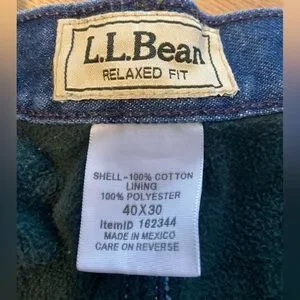 L.L.Bean
RELAXED FIT
SHELL-100% COTTON
LINING
100% POLYESTER
40X30
ItemID 162344
MADE IN MEXICO
CARE ON REVERSE